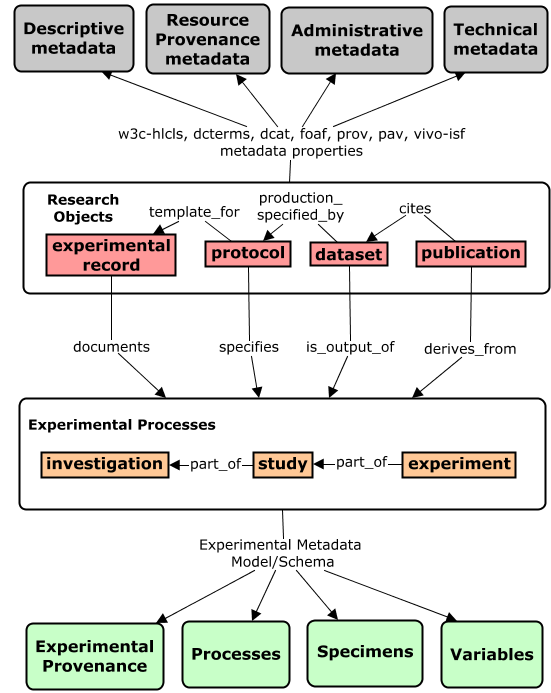 Descriptive
metadata
Resource
Provenance
metadata
Administrative
metadata
Technical
metadata
w3c-hlcls, dcterms, dcat, foaf, prov, pav, vivo-isf
metadata properties
Research
Objects
template_for
production_
specified_by
cites
experimental
record
protocol
dataset
publication
documents
specifies
is_output_of
derives_from
Experimental Processes
investigation
part_of
study
part_of
experiment
Experimental Metadata
Model/Schema
Experimental
Provenance
Processes
Specimens
Variables